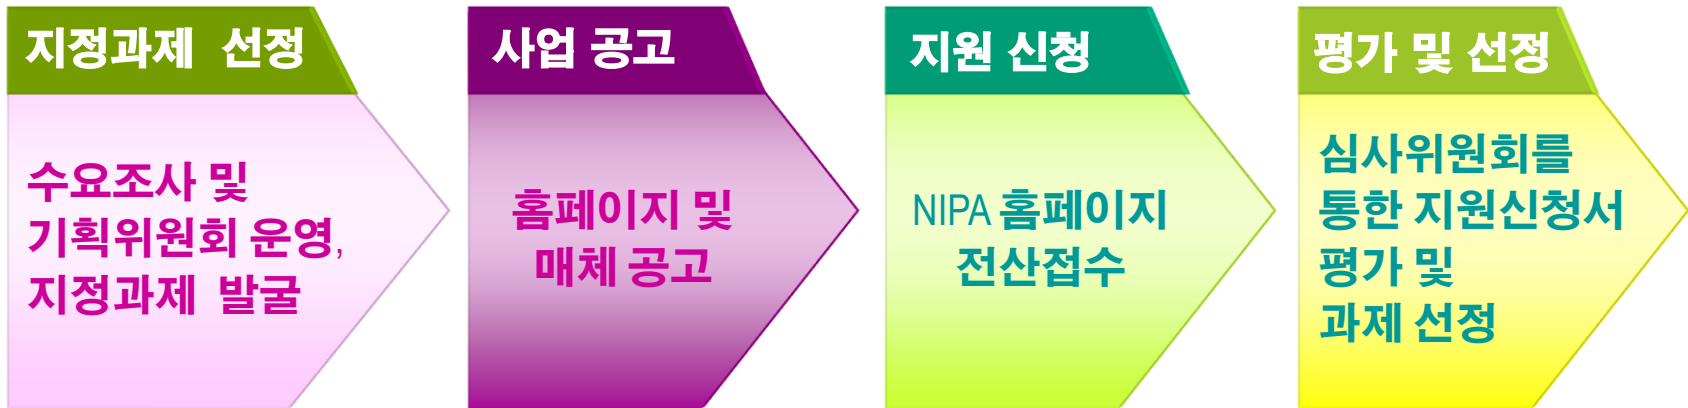 지정과제 선정
수요조사 및
기획위원회 운영,
지정과제 발굴
사업 공고
홈페이지 및
매체 공고
지원 신청
NIPA 홈페이지
전산접수
평가 및 선정
심사위원회를
통한 지원신청서
평가 및
과제 선정